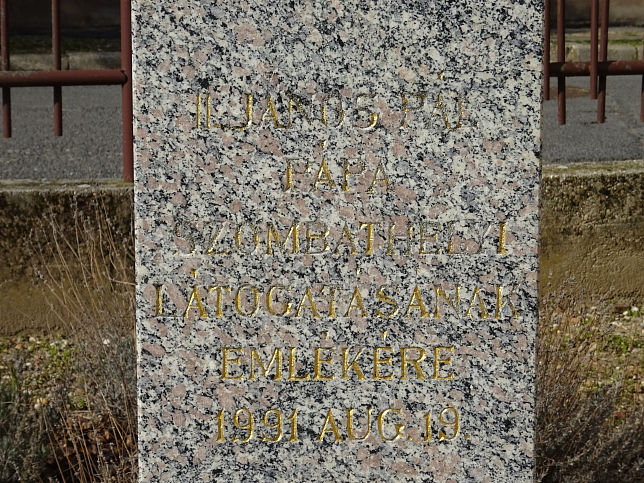 II. JÁNOS PÁL
PÁPA
SZOMBATHELYI
LÁTOGATÁSÁNAK
EMLÉKÉRE
1991 AUG. 19.